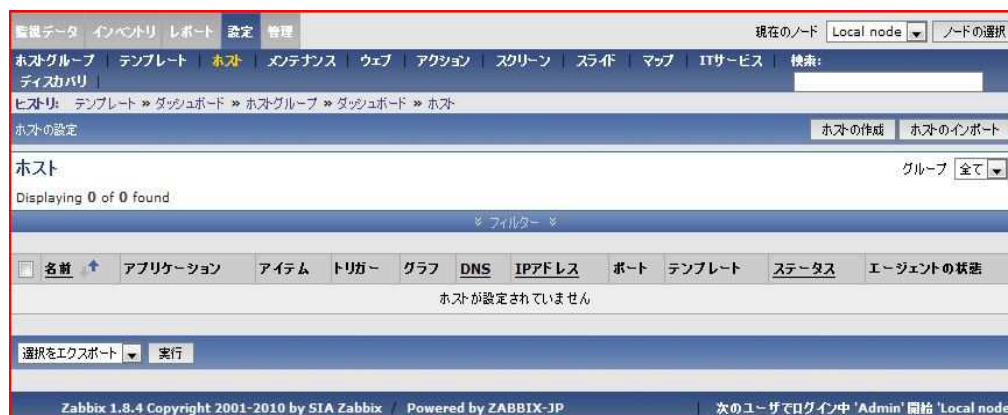 監視データ インベントリ レポート 設定 管理 現在のノード Local node ノードの選択
ホストグループ | テンプレート | ホスト | メンテナンス | ウェブ | アクション | スクリーン | スライド | マップ | ITサービス | 検索:
ディスカバリ |
ヒストリ: テンプレート » ダッシュボード » ホストグループ » ダッシュボード » ホスト
ホストの設定 ホストの作成 ホストのインポート
ホスト グループ 全て
Displaying 0 of 0 found
フィルター
名前 アプリケーション アイテム トリガー グラフ DNS IPアドレス ポート テンプレート ステータス エージェントの状態
ホストが設定されていません
選択をエクスポート 実行
Zabbix 1.8.4 Copyright 2001-2010 by SIA Zabbix / Powered by ZABBIX-JP | 次のユーザでログイン中 'Admin' 開始 'Local node